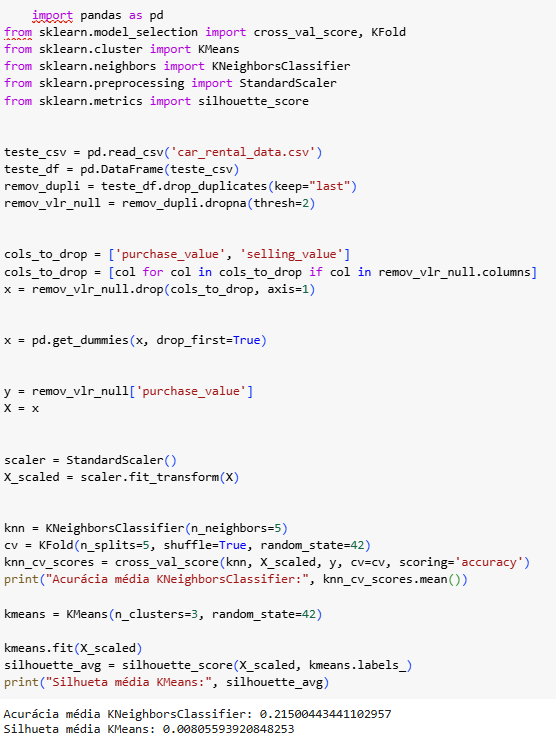 import pandas as pd
from sklearn.model_selection import cross_val_score, KFold
from sklearn.cluster import KMeans
from sklearn.neighbors import KNeighborsClassifier
from sklearn.preprocessing import StandardScaler
from sklearn.metrics import silhouette_score
teste_csv = pd.read_csv('car_rental_data.csv')
teste_df = pd.DataFrame(teste_csv)
remov_dupli = teste_df.drop_duplicates(keep="last")
remov_vlr_null = remov_dupli.dropna(thresh=2)
cols_to_drop = ['purchase_value', 'selling_value']
cols_to_drop = [col for col in cols_to_drop if col in remov_vlr_null.columns]
x = remov_vlr_null.drop(cols_to_drop, axis=1)
x = pd.get_dummies(x, drop_first=True)
y = remov_vlr_null['purchase_value']
X = x
scaler = StandardScaler()
X_scaled = scaler.fit_transform(X)
knn = KNeighborsClassifier(n_neighbors=5)
cv = KFold(n_splits=5, shuffle=True, random_state=42)
knn_cv_scores = cross_val_score(knn, X_scaled, y, cv=cv, scoring='accuracy')
print("Acurácia média KNeighborsClassifier:", knn_cv_scores.mean())
kmeans = KMeans(n_clusters=3, random_state=42)
kmeans.fit(X_scaled)
silhouette_avg = silhouette_score(X_scaled, kmeans.labels_)
print("Silhueta média KMeans:", silhouette_avg)
Acurácia média KNeighborsClassifier: 0.21500443441102957
Silhueta média KMeans: 0.00805593920848253